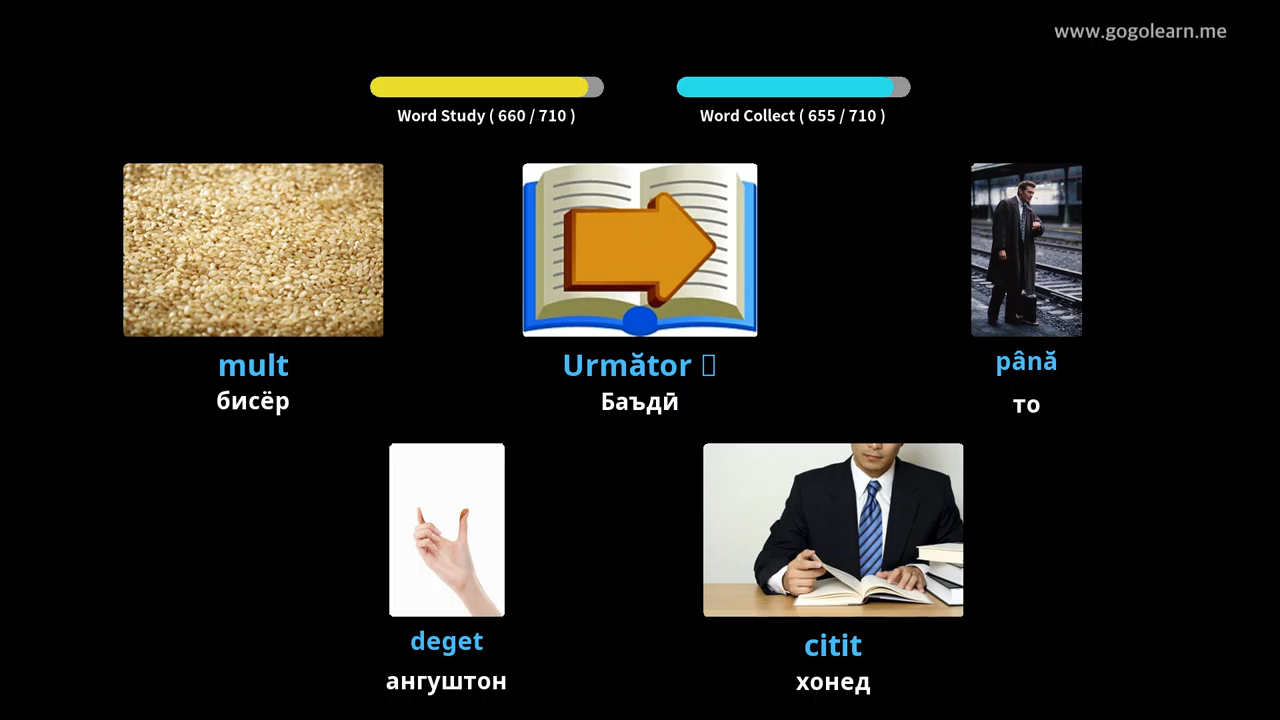 www.gogolearn.me
Word Study ( 660 / 710 )
Word Collect ( 655 / 710 )
mult
бисёр
Următor
Баъдӣ
până
то
deget
ангуштон
citit
хонед